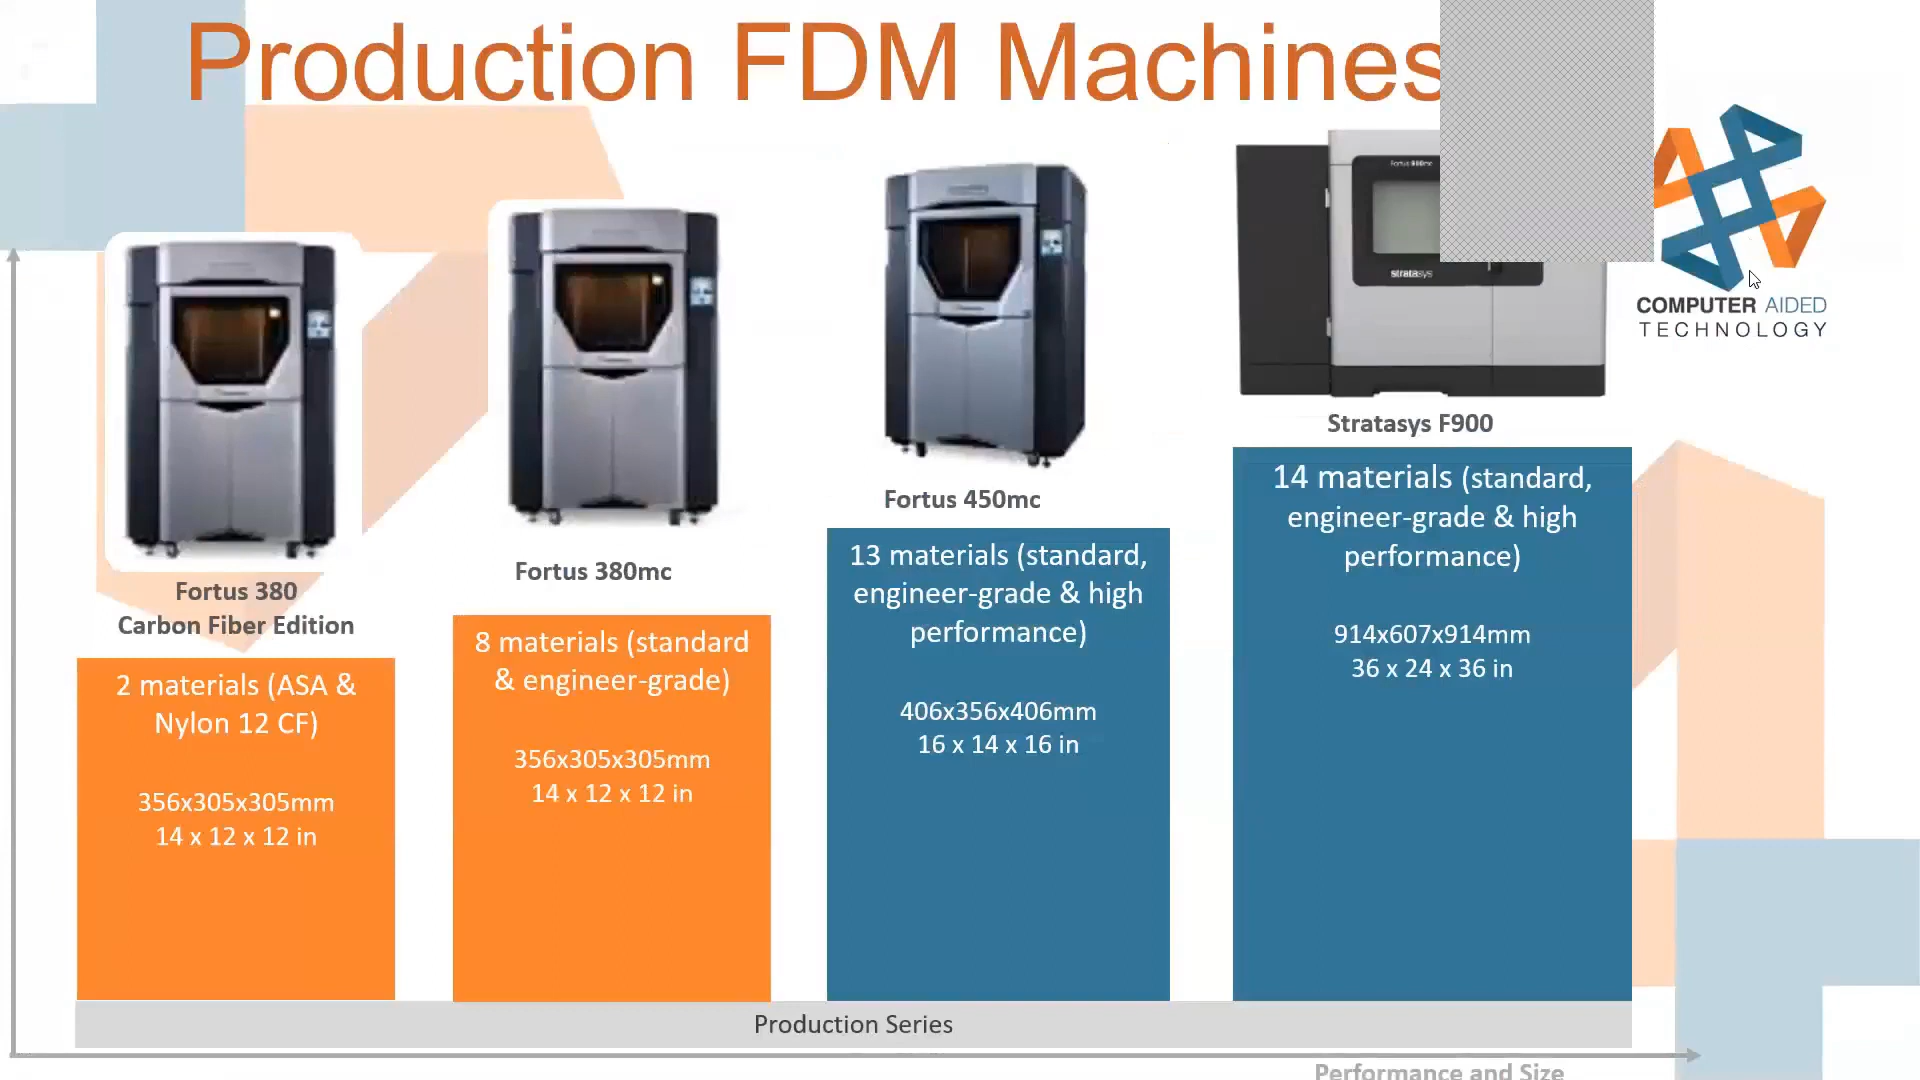 Production FDM Machines
Fortus 900mc
stratasys
COMPUTER AIDED
TECHNOLOGY
Fortus 380
Carbon Fiber Edition
2 materials (ASA &
Nylon 12 CF)
356x305x305mm
14 x 12 x 12 in
Fortus 380mc
8 materials (standard
& engineer-grade)
356x305x305mm
14 x 12 x 12 in
Fortus 450mc
13 materials (standard,
engineer-grade & high
performance)
406x356x406mm
16 x 14 x 16 in
Stratasys F900
14 materials (standard,
engineer-grade & high
performance)
914x607x914mm
36 x 24 x 36 in
Production Series
Performance and Size